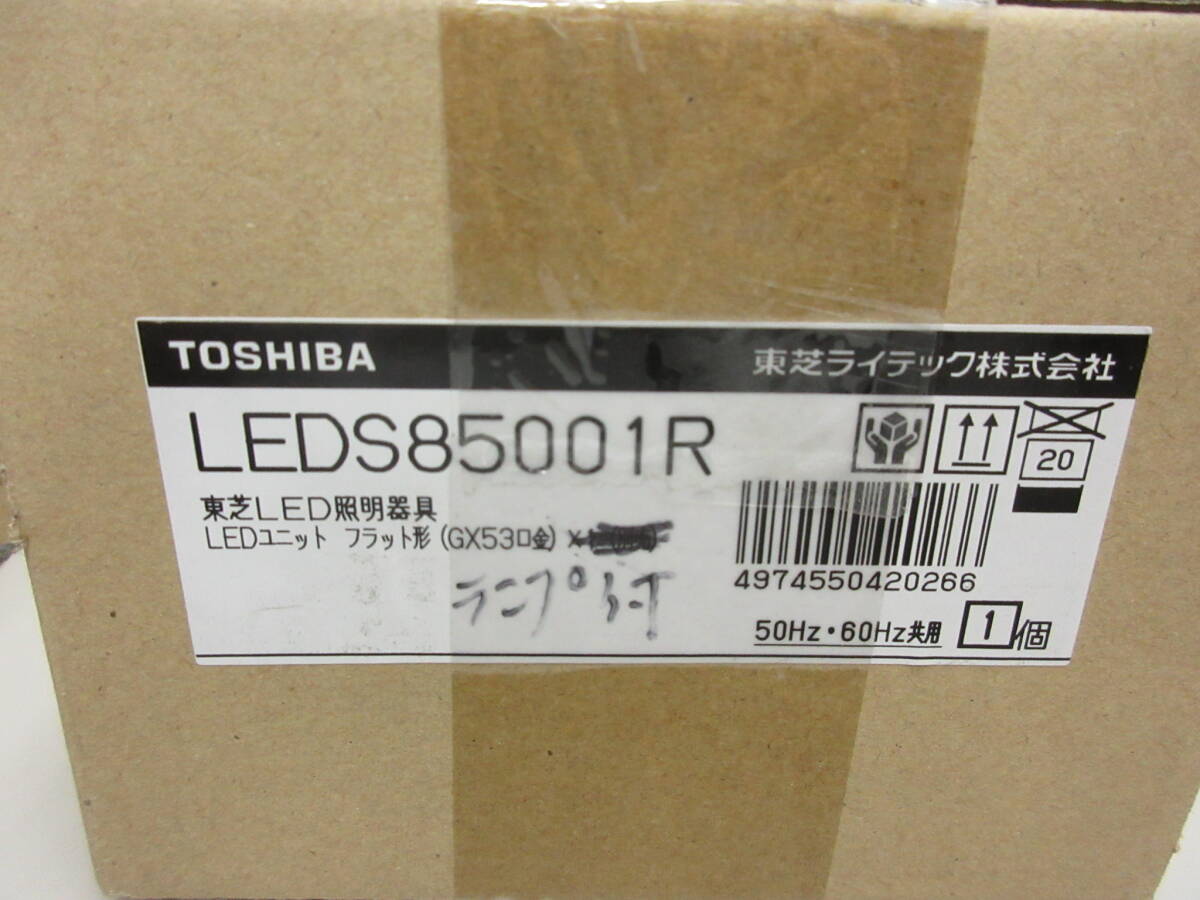 TOSHIBA 東芝ライテック株式会社
LEDS85001R
20
東芝LED照明器具
LEDユニット フラット形 (GX53口金) ×
4974550420266
ランプ付
50Hz・60Hz共用 1個